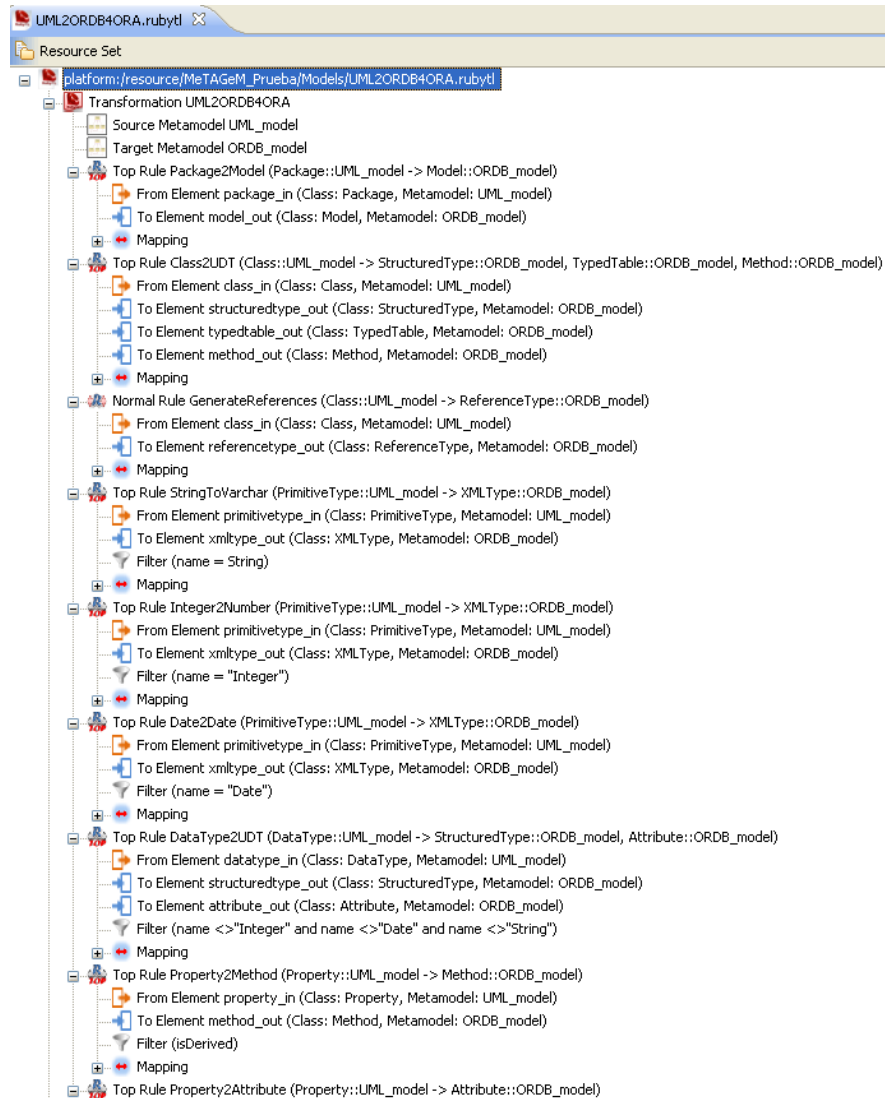 UML2ORDB4ORA.rubytl
Resource Set
platform:/resource/MeTAGeM_Prueba/Models/UML2ORDB4ORA.rubytl
Transformation UML2ORDB4ORA
Source Metamodel UML_model
Target Metamodel ORDB_model
Top Rule Package2Model (Package::UML_model -> Model::ORDB_model)
From Element package_in (Class: Package, Metamodel: UML_model)
To Element model_out (Class: Model, Metamodel: ORDB_model)
Mapping
Top Rule Class2UDT (Class::UML_model -> StructuredType::ORDB_model, TypedTable::ORDB_model, Method::ORDB_model)
From Element class_in (Class: Class, Metamodel: UML_model)
To Element structuredtype_out (Class: StructuredType, Metamodel: ORDB_model)
To Element typedtable_out (Class: TypedTable, Metamodel: ORDB_model)
To Element method_out (Class: Method, Metamodel: ORDB_model)
Mapping
Normal Rule GenerateReferences (Class::UML_model -> ReferenceType::ORDB_model)
From Element class_in (Class: Class, Metamodel: UML_model)
To Element referencetype_out (Class: ReferenceType, Metamodel: ORDB_model)
Mapping
Top Rule StringToVarchar (PrimitiveType::UML_model -> XMLType::ORDB_model)
From Element primitivetype_in (Class: PrimitiveType, Metamodel: UML_model)
To Element xmltype_out (Class: XMLType, Metamodel: ORDB_model)
Filter (name = String)
Mapping
Top Rule Integer2Number (PrimitiveType::UML_model -> XMLType::ORDB_model)
From Element primitivetype_in (Class: PrimitiveType, Metamodel: UML_model)
To Element xmltype_out (Class: XMLType, Metamodel: ORDB_model)
Filter (name = "Integer")
Mapping
Top Rule Date2Date (PrimitiveType::UML_model -> XMLType::ORDB_model)
From Element primitivetype_in (Class: PrimitiveType, Metamodel: UML_model)
To Element xmltype_out (Class: XMLType, Metamodel: ORDB_model)
Filter (name = "Date")
Mapping
Top Rule DataType2UDT (DataType::UML_model -> StructuredType::ORDB_model, Attribute::ORDB_model)
From Element datatype_in (Class: DataType, Metamodel: UML_model)
To Element structuredtype_out (Class: StructuredType, Metamodel: ORDB_model)
To Element attribute_out (Class: Attribute, Metamodel: ORDB_model)
Filter (name <>"Integer" and name <>"Date" and name <>"String")
Mapping
Top Rule Property2Method (Property::UML_model -> Method::ORDB_model)
From Element property_in (Class: Property, Metamodel: UML_model)
To Element method_out (Class: Method, Metamodel: ORDB_model)
Filter (isDerived)
Mapping
Top Rule Property2Attribute (Property::UML_model -> Attribute::ORDB_model)